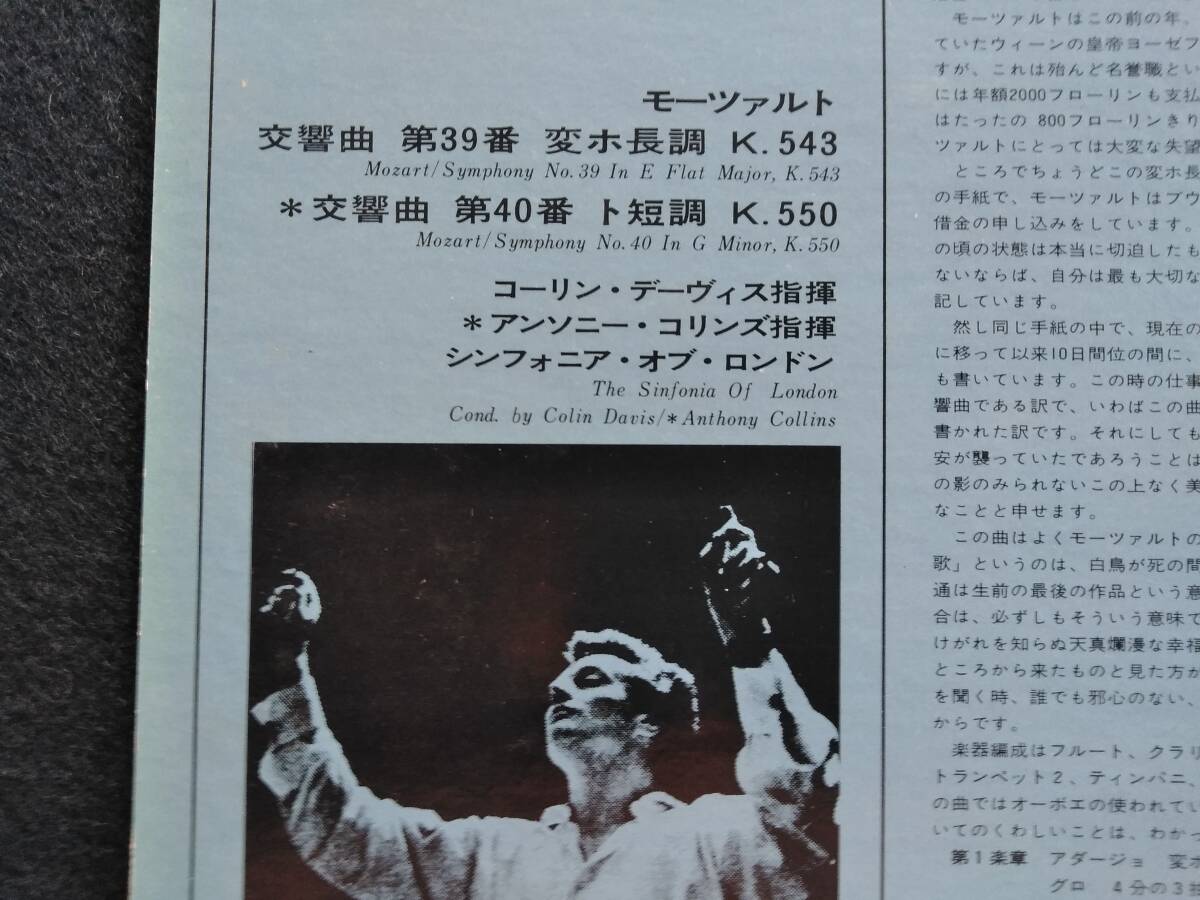 モーツァルト
交響曲 第39番 変ホ長調 K.543
Mozart/Symphony No.39 In E Flat Major, K.543
*交響曲 第40番 ト短調 K.550
Mozart/Symphony No.40 In G Minor, K.550
コーリン・デーヴィス指揮
*アンソニー・コリンズ指揮
シンフォニア・オブ・ロンドン
The Sinfonia Of London
Cond. by Colin Davis/*Anthony Collins
モーツァルトはこの前の年、
ていたウィーンの皇帝ヨーゼフ
すが、これは殆んど名誉職とい
には年額2000フローリンも支払
はたったの 800フローリンきり
ツァルトにとっては大変な失望
ところでちょうどこの変ホ長
の手紙で、モーツァルトはプウ
借金の申し込みをしています。
の頃の状態は本当に切迫したも
ないならば、自分は最も大切な
記しています。
然し同じ手紙の中で、現在の
に移って以来10日間位の間に、
も書いています。この時の仕事
響曲である訳で、いわばこの曲
書かれた訳です。それにしても
安が襲っていたであろうことは
の影のみられないこの上なく美
なことと申せます。
この曲はよくモーツァルトの
歌」というのは、白鳥が死の間
通は生前の最後の作品という意
合は、必ずしもそういう意味で
けがれを知らぬ天真爛漫な幸福
ところから来たものと見た方が
を聞く時、誰でも邪心のない、
からです。
楽器編成はフルート、クラリ
トランペット2、ティンパニ、
の曲ではオーボエの使われてい
いてのくわしいことは、わかっ
第1楽章 アダージョ 変ホ
グロ 4分の3拍